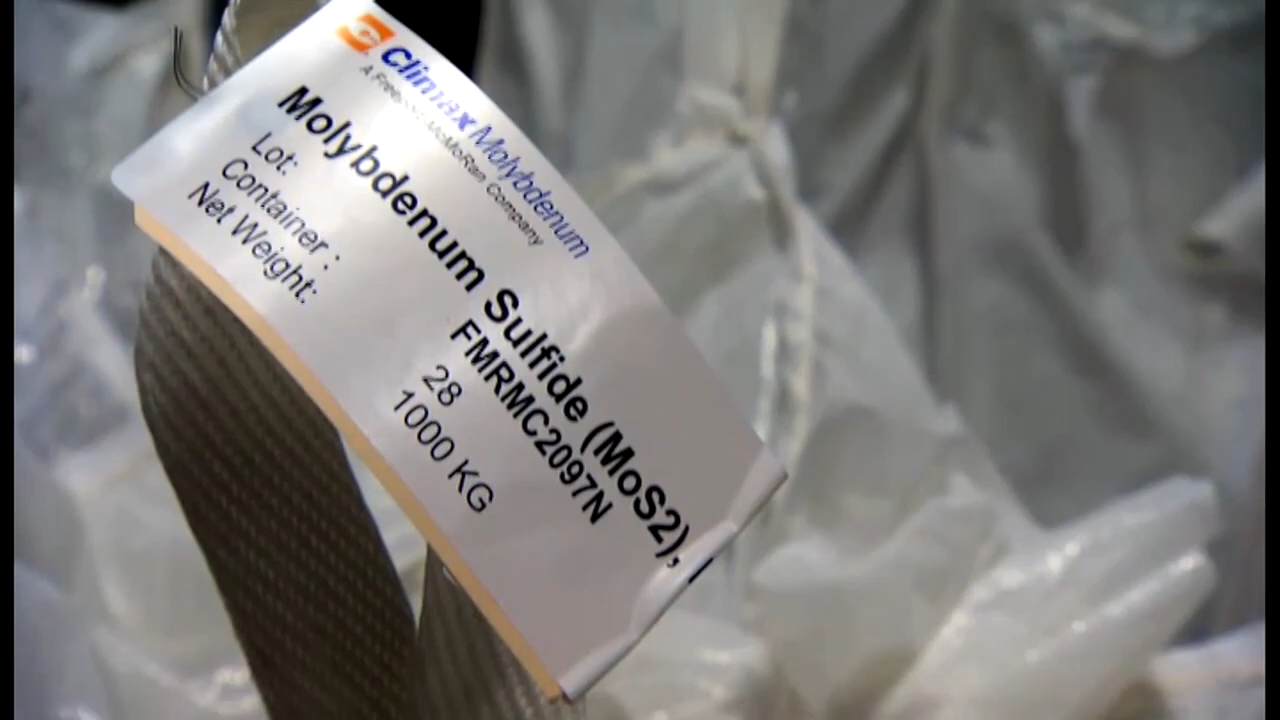 Climax Molybdenum
A Freeport-McMoRan Company
Molybdenum Sulfide (MoS2),
Lot: FMRMC2097N
Container : 28
Net Weight: 1000 KG